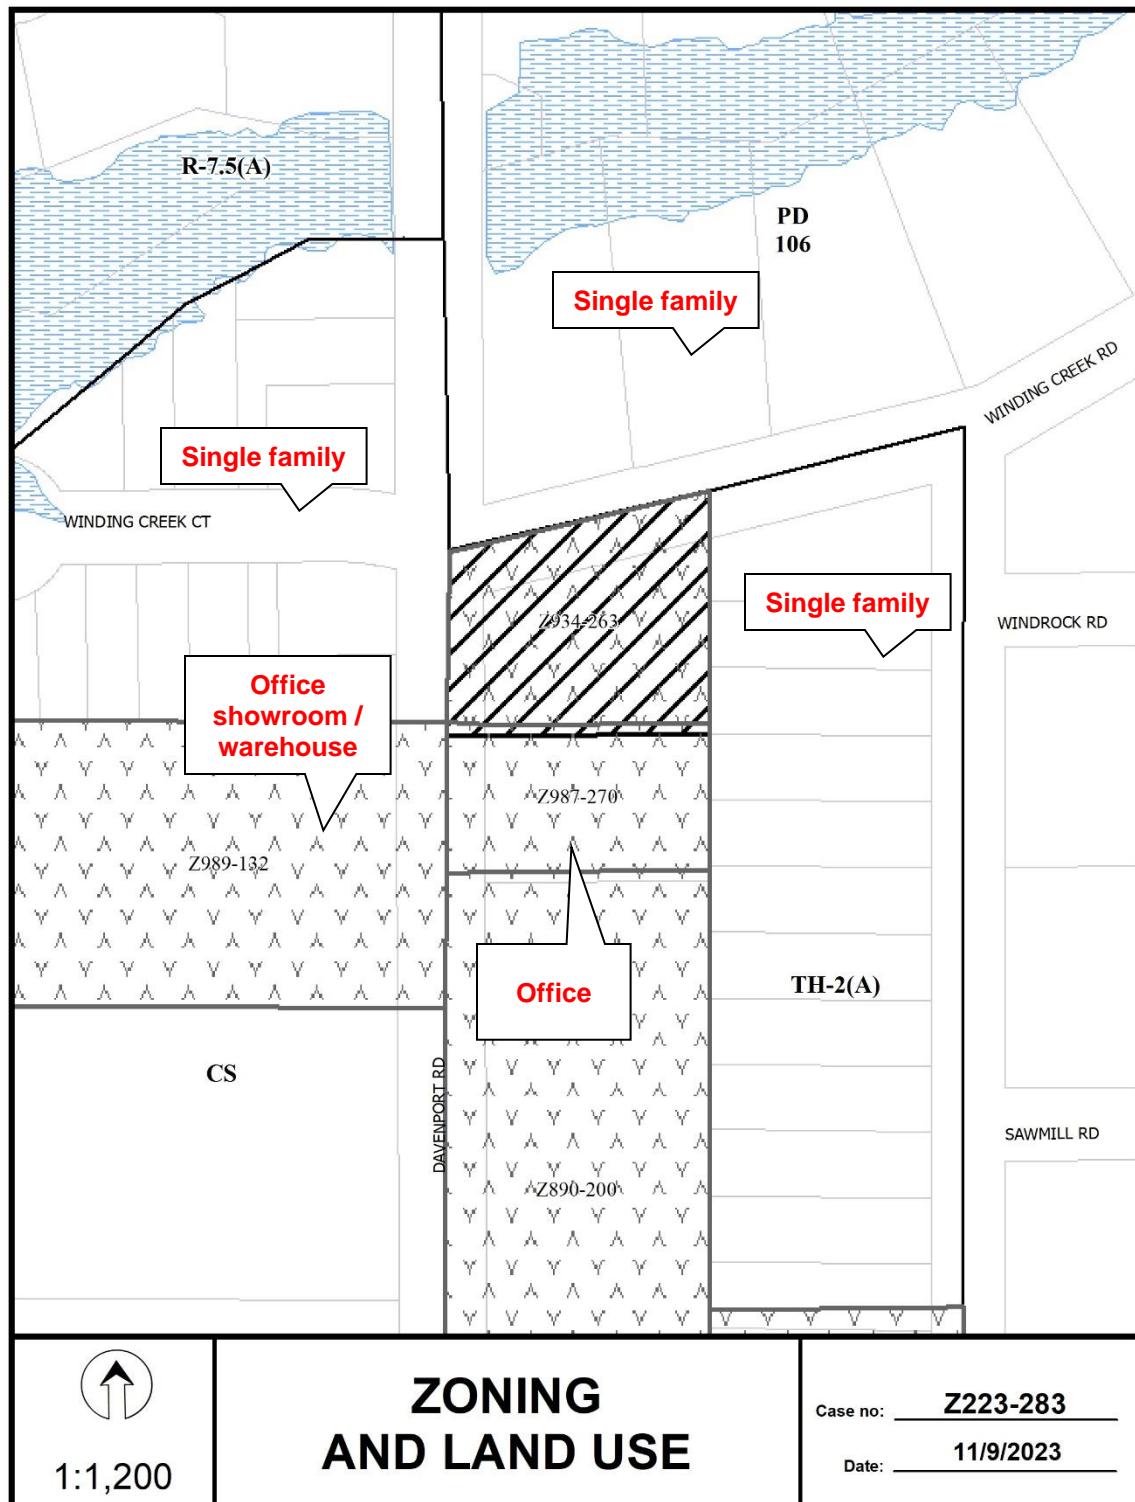 R-7.5(A)
PD
106
Single family
WINDING CREEK RD
Single family
WINDING CREEK CT
Single family
Z934-263
WINDROCK RD
Office
showroom /
warehouse
Z987-270
Z989-132
Office
TH-2(A)
CS
DAVENPORT RD
SAWMILL RD
Z890-200
1:1,200
ZONING
AND LAND USE
Case no: Z223-283
Date: 11/9/2023